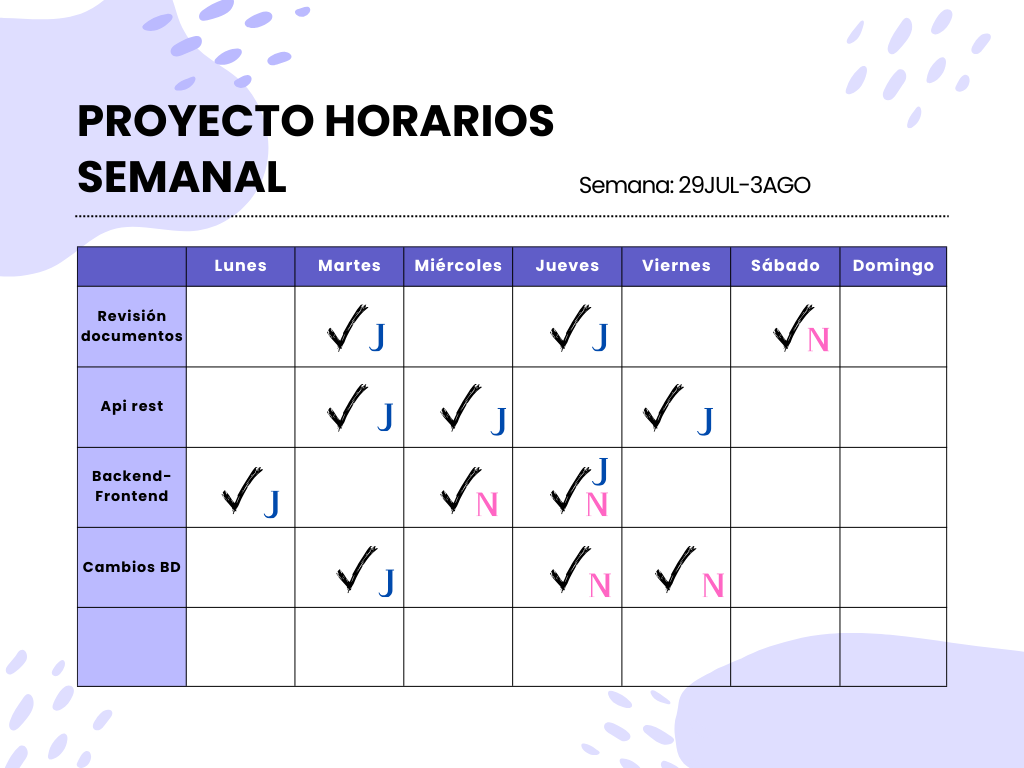 PROYECTO HORARIOS
SEMANAL
Semana: 29JUL-3AGO
Lunes Martes Miércoles Jueves Viernes Sábado Domingo
Revisión
documentos
J J N
Api rest
J J J
Backend-
Frontend
J N J
N
Cambios BD
J N N